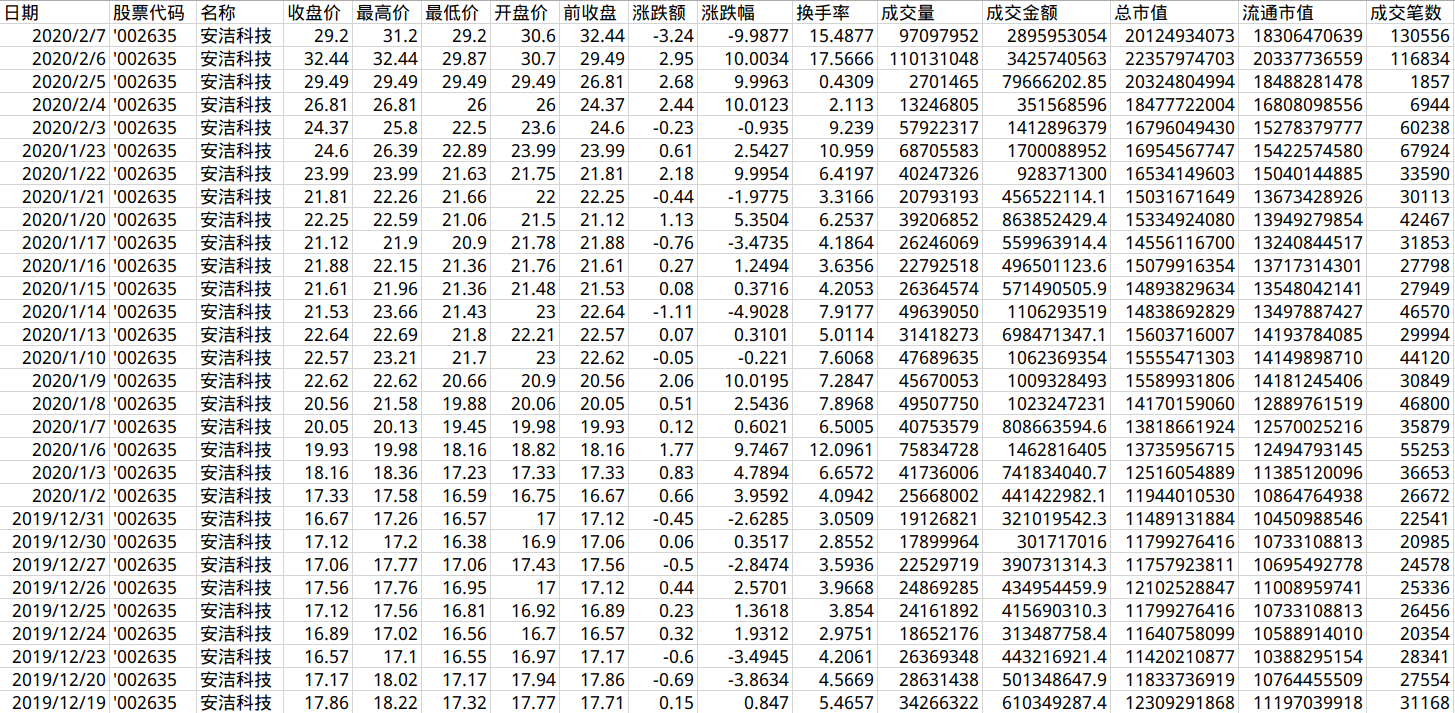 日期 股票代码 名称 收盘价 最高价 最低价 开盘价 前收盘 涨跌额 涨跌幅 换手率 成交量 成交金额 总市值 流通市值 成交笔数
2020/2/7 '002635 安洁科技 29.2 31.2 29.2 30.6 32.44 -3.24 -9.9877 15.4877 97097952 2895953054 20124934073 18306470639 130556
2020/2/6 '002635 安洁科技 32.44 32.44 29.87 30.7 29.49 2.95 10.0034 17.5666 110131048 3425740563 22357974703 20337736559 116834
2020/2/5 '002635 安洁科技 29.49 29.49 29.49 29.49 26.81 2.68 9.9963 0.4309 2701465 79666202.85 20324804994 18488281478 1857
2020/2/4 '002635 安洁科技 26.81 26.81 26 26 24.37 2.44 10.0123 2.113 13246805 351568596 18477722004 16808098556 6944
2020/2/3 '002635 安洁科技 24.37 25.8 22.5 23.6 24.6 -0.23 -0.935 9.239 57922317 1412896379 16796049430 15278379777 60238
2020/1/23 '002635 安洁科技 24.6 26.39 22.89 23.99 23.99 0.61 2.5427 10.959 68705583 1700088952 16954567747 15422574580 67924
2020/1/22 '002635 安洁科技 23.99 23.99 21.63 21.75 21.81 2.18 9.9954 6.4197 40247326 928371300 16534149603 15040144885 33590
2020/1/21 '002635 安洁科技 21.81 22.26 21.66 22 22.25 -0.44 -1.9775 3.3166 20793193 456522114.1 15031671649 13673428926 30113
2020/1/20 '002635 安洁科技 22.25 22.59 21.06 21.5 21.12 1.13 5.3504 6.2537 39206852 863852429.4 15334924080 13949279854 42467
2020/1/17 '002635 安洁科技 21.12 21.9 20.9 21.78 21.88 -0.76 -3.4735 4.1864 26246069 559963914.4 14556116700 13240844517 31853
2020/1/16 '002635 安洁科技 21.88 22.15 21.36 21.76 21.61 0.27 1.2494 3.6356 22792518 496501123.6 15079916354 13717314301 27798
2020/1/15 '002635 安洁科技 21.61 21.96 21.36 21.48 21.53 0.08 0.3716 4.2053 26364574 571490505.9 14893829634 13548042141 27949
2020/1/14 '002635 安洁科技 21.53 23.66 21.43 23 22.64 -1.11 -4.9028 7.9177 49639050 1106293519 14838692829 13497887427 46570
2020/1/13 '002635 安洁科技 22.64 22.69 21.8 22.21 22.57 0.07 0.3101 5.0114 31418273 698471347.1 15603716007 14193784085 29994
2020/1/10 '002635 安洁科技 22.57 23.21 21.7 23 22.62 -0.05 -0.221 7.6068 47689635 1062369354 15555471303 14149898710 44120
2020/1/9 '002635 安洁科技 22.62 22.62 20.66 20.9 20.56 2.06 10.0195 7.2847 45670053 1009328493 15589931806 14181245406 30849
2020/1/8 '002635 安洁科技 20.56 21.58 19.88 20.06 20.05 0.51 2.5436 7.8968 49507750 1023247231 14170159060 12889761519 46800
2020/1/7 '002635 安洁科技 20.05 20.13 19.45 19.98 19.93 0.12 0.6021 6.5005 40753579 808663594.6 13818661924 12570025216 35879
2020/1/6 '002635 安洁科技 19.93 19.98 18.16 18.82 18.16 1.77 9.7467 12.0961 75834728 1462816405 13735956715 12494793145 55253
2020/1/3 '002635 安洁科技 18.16 18.36 17.23 17.33 17.33 0.83 4.7894 6.6572 41736006 741834040.7 12516054889 11385120096 36653
2020/1/2 '002635 安洁科技 17.33 17.58 16.59 16.75 16.67 0.66 3.9592 4.0942 25668002 441422982.1 11944010530 10864764938 26672
2019/12/31 '002635 安洁科技 16.67 17.26 16.57 17 17.12 -0.45 -2.6285 3.0509 19126821 321019542.3 11489131884 10450988546 22541
2019/12/30 '002635 安洁科技 17.12 17.2 16.38 16.9 17.06 0.06 0.3517 2.8552 17899964 301717016 11799276416 10733108813 20985
2019/12/27 '002635 安洁科技 17.06 17.77 17.06 17.43 17.56 -0.5 -2.8474 3.5936 22529719 390731314.3 11757923811 10695492778 24578
2019/12/26 '002635 安洁科技 17.56 17.76 16.95 17 17.12 0.44 2.5701 3.9668 24869285 434954459.9 12102528847 11008959741 25336
2019/12/25 '002635 安洁科技 17.12 17.56 16.81 16.92 16.89 0.23 1.3618 3.854 24161892 415690310.3 11799276416 10733108813 26456
2019/12/24 '002635 安洁科技 16.89 17.02 16.56 16.7 16.57 0.32 1.9312 2.9751 18652176 313487758.4 11640758099 10588914010 20354
2019/12/23 '002635 安洁科技 16.57 17.1 16.55 16.97 17.17 -0.6 -3.4945 4.2061 26369348 443216921.4 11420210877 10388295154 28341
2019/12/20 '002635 安洁科技 17.17 18.02 17.17 17.94 17.86 -0.69 -3.8634 4.5669 28631438 501348647.9 11833736919 10764455509 27554
2019/12/19 '002635 安洁科技 17.86 18.22 17.32 17.77 17.71 0.15 0.847 5.4657 34266322 610349287.4 12309291868 11197039918 31168